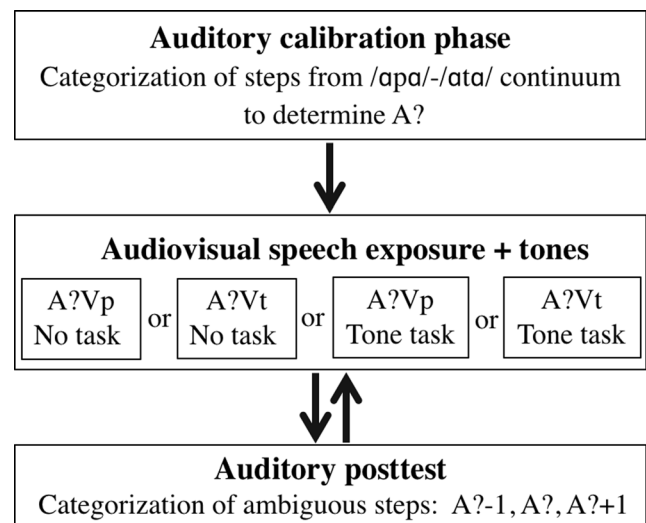 Auditory calibration phase
Categorization of steps from /ɑpɑ/-/ɑtɑ/ continuum
to determine A?
Audiovisual speech exposure + tones
A?Vp or A?Vt or A?Vp or A?Vt
No task No task Tone task Tone task
Auditory posttest
Categorization of ambiguous steps: A?-1, A?, A?+1